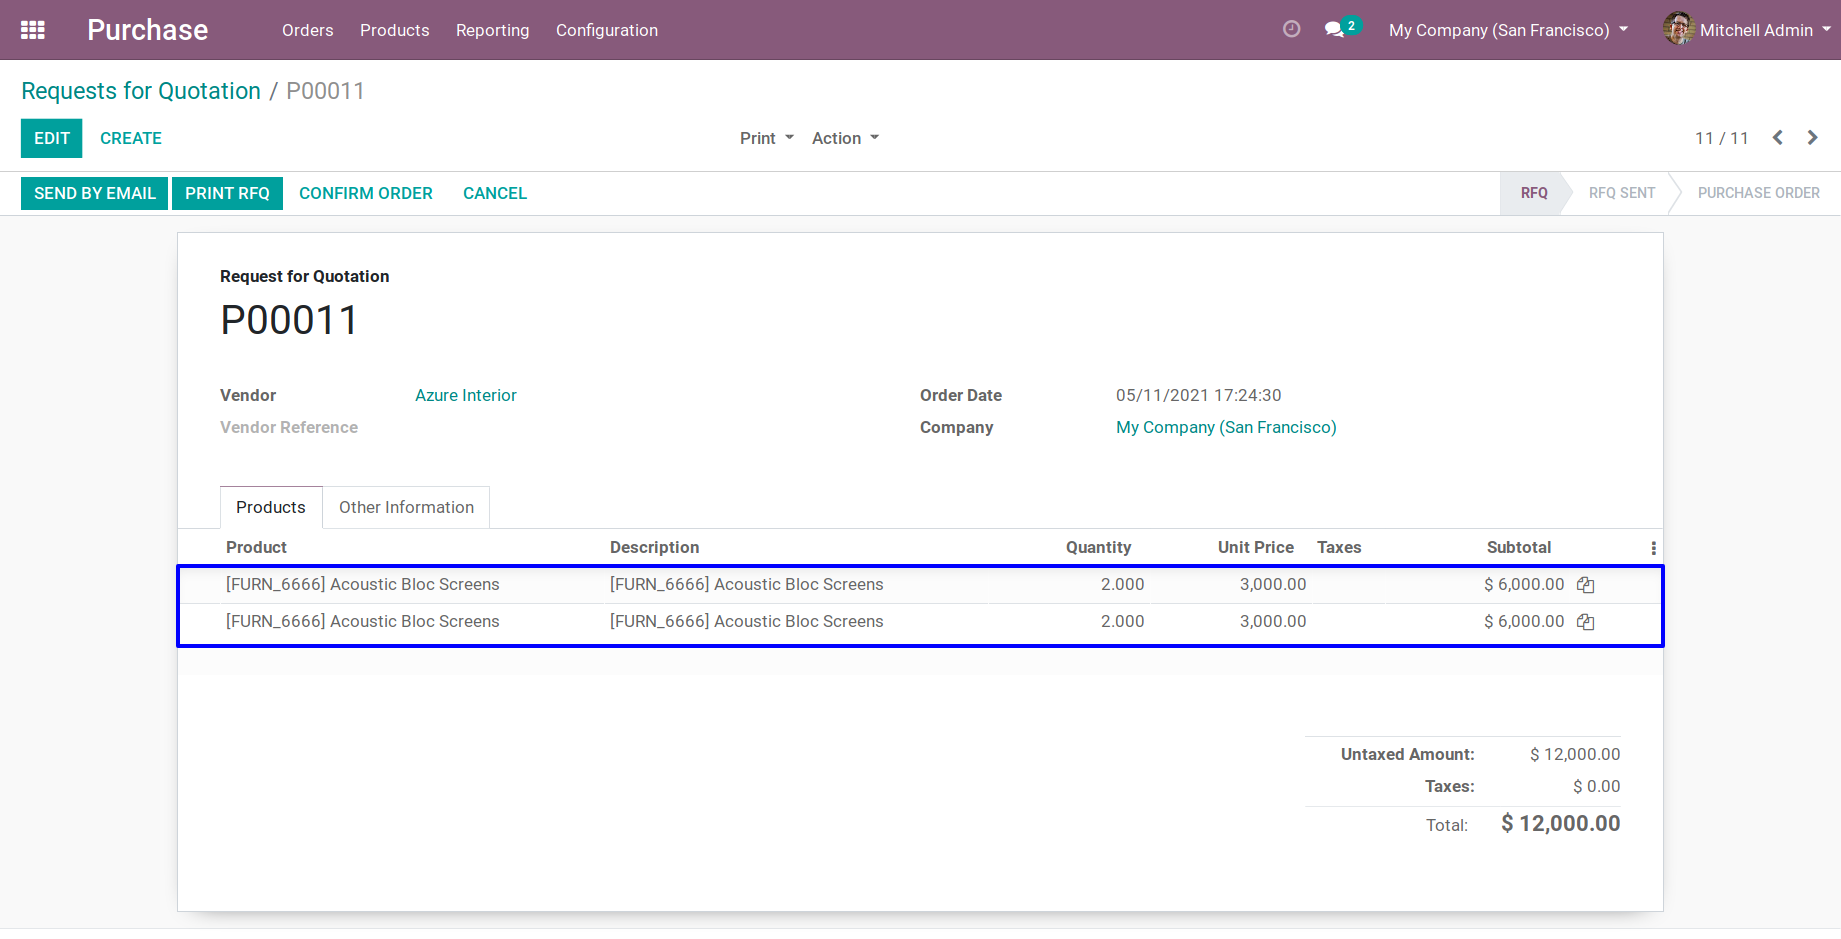 Purchase Orders Products Reporting Configuration 2 My Company (San Francisco) Mitchell Admin
Requests for Quotation / P00011
EDIT CREATE Print Action 11 / 11
SEND BY EMAIL PRINT RFQ CONFIRM ORDER CANCEL RFQ RFQ SENT PURCHASE ORDER
Request for Quotation
P00011
Vendor Azure Interior Order Date 05/11/2021 17:24:30
Vendor Reference Company My Company (San Francisco)
Products Other Information
Product Description Quantity Unit Price Taxes Subtotal
[FURN_6666] Acoustic Bloc Screens [FURN_6666] Acoustic Bloc Screens 2.000 3,000.00 $ 6,000.00
[FURN_6666] Acoustic Bloc Screens [FURN_6666] Acoustic Bloc Screens 2.000 3,000.00 $ 6,000.00
Untaxed Amount: $ 12,000.00
Taxes: $ 0.00
Total: $ 12,000.00